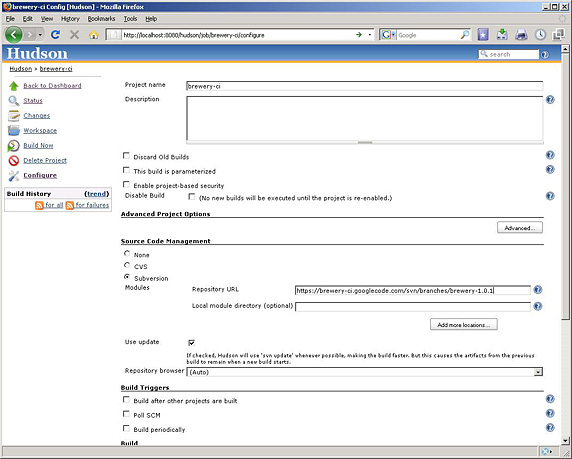 brewery-ci Config [Hudson] - Mozilla Firefox
File Edit View History Bookmarks Tools Help
http://localhost:8080/hudson/job/brewery-ci/configure
Google
Hudson
search
Hudson » brewery-ci
Back to Dashboard
Status
Changes
Workspace
Build Now
Delete Project
Configure
Build History (trend)
for all for failures
Project name brewery-ci
Description
Discard Old Builds
This build is parameterized
Enable project-based security
Disable Build (No new builds will be executed until the project is re-enabled.)
Advanced Project Options
Advanced...
Source Code Management
None
CVS
Subversion
Modules Repository URL https://brewery-ci.googlecode.com/svn/branches/brewery-1.0.1
Local module directory (optional)
Add more locations...
Use update
If checked, Hudson will use 'svn update' whenever possible, making the build faster. But this causes the artifacts from the previous
build to remain when a new build starts.
Repository browser (Auto)
Build Triggers
Build after other projects are built
Poll SCM
Build periodically
Build